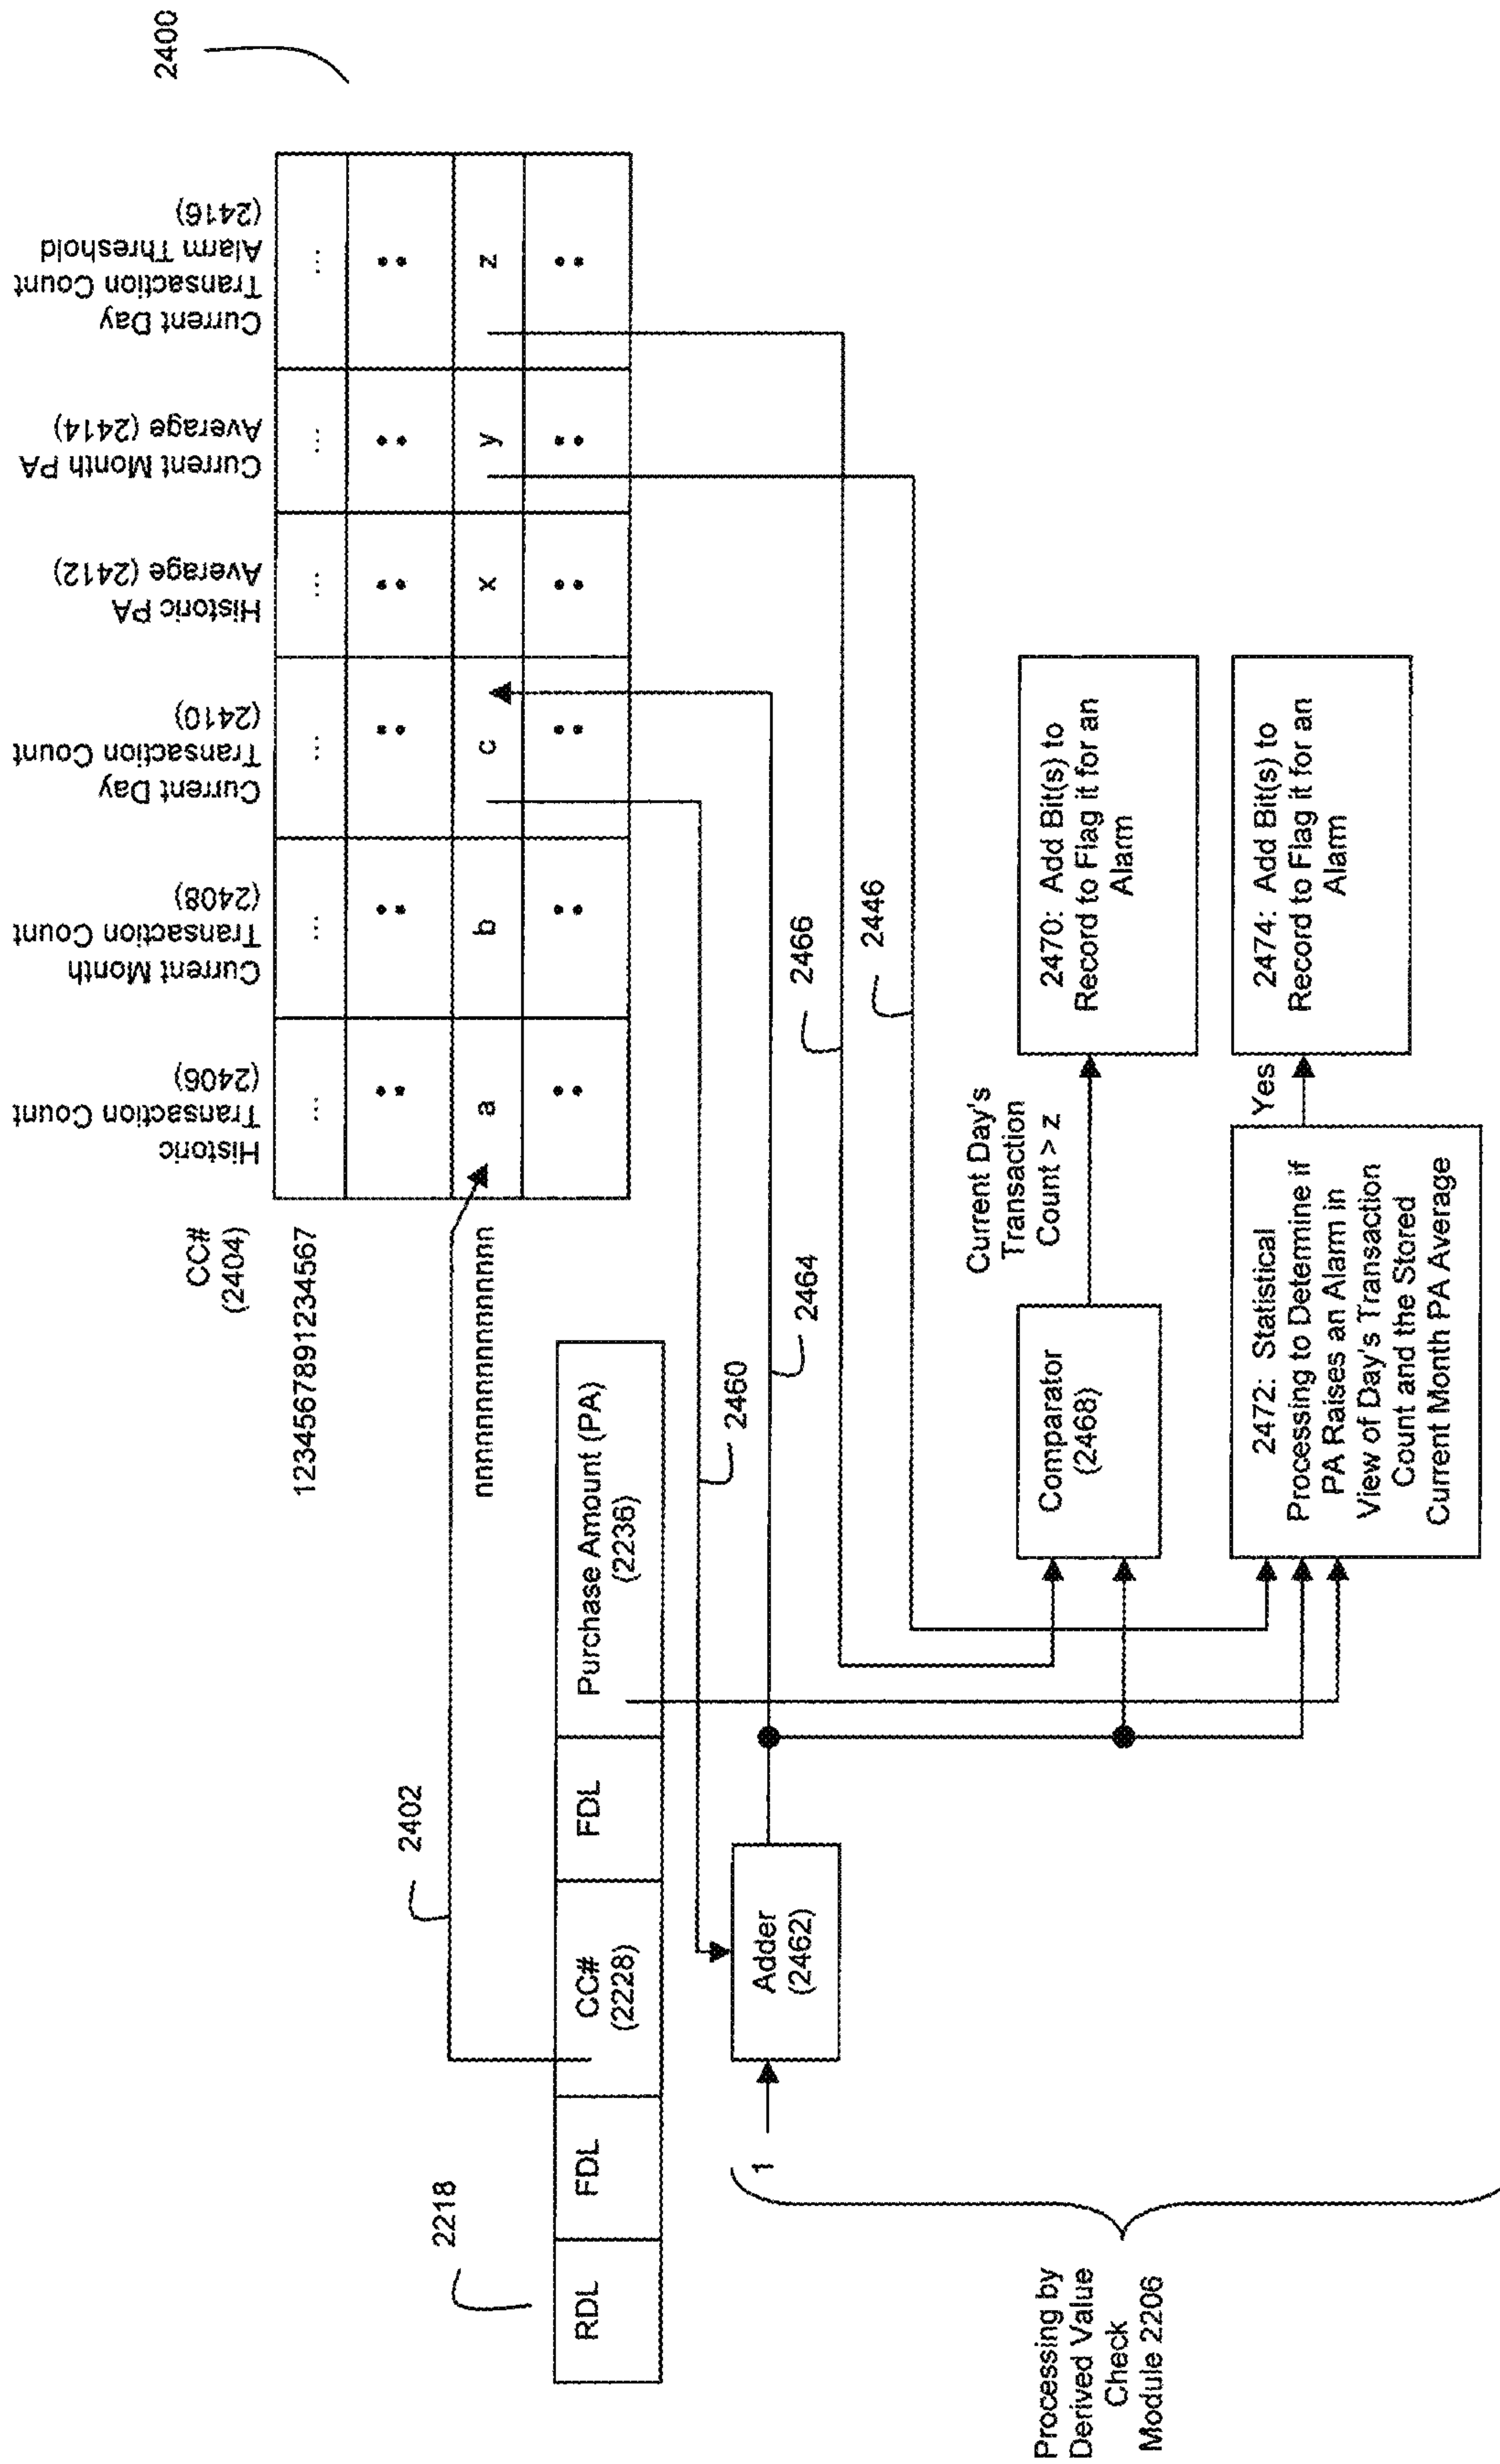 2400
CC#
(2404)
Historic
Transaction Count
(2406)
Current Month
Transaction Count
(2408)
Current Day
Transaction Count
(2410)
Historic PA
Average (2412)
Current Month PA
Average (2414)
Current Day
Transaction Count
Alarm Threshold
(2416)
1234567891234567
... ... ... ... ... ...
nnnnnnnnnnnnn
a b c x y z
2402
2218
RDL
FDL
CC#
(2228)
FDL
Purchase Amount (PA)
(2236)
2460
2464
2466
2446
1
Adder
(2462)
Comparator
(2468)
Current Day's
Transaction
Count > z
2470: Add Bit(s) to
Record to Flag it for an
Alarm
2472: Statistical
Processing to Determine if
PA Raises an Alarm in
View of Day's Transaction
Count and the Stored
Current Month PA Average
Yes
2474: Add Bit(s) to
Record to Flag it for an
Alarm
Processing by
Derived Value
Check
Module 2206